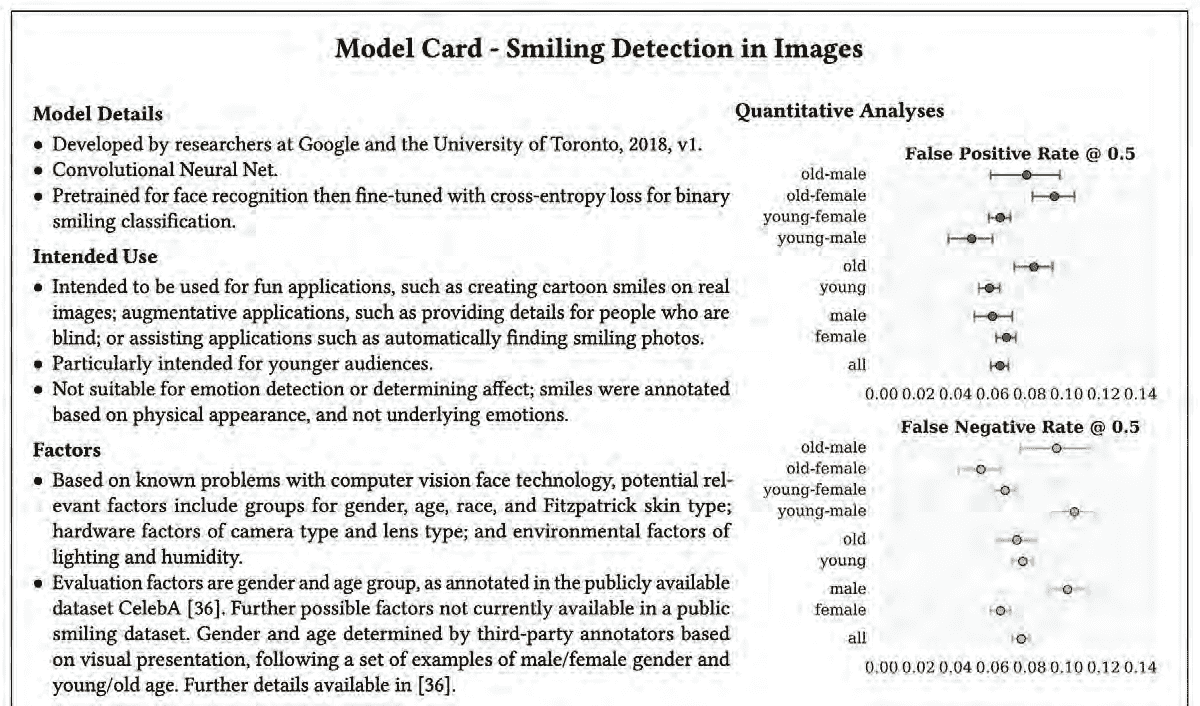 Model Card - Smiling Detection in Images
Model Details
• Developed by researchers at Google and the University of Toronto, 2018, v1.
• Convolutional Neural Net.
• Pretrained for face recognition then fine-tuned with cross-entropy loss for binary
smiling classification.
Intended Use
• Intended to be used for fun applications, such as creating cartoon smiles on real
images; augmentative applications, such as providing details for people who are
blind; or assisting applications such as automatically finding smiling photos.
• Particularly intended for younger audiences.
• Not suitable for emotion detection or determining affect; smiles were annotated
based on physical appearance, and not underlying emotions.
Factors
• Based on known problems with computer vision face technology, potential rel-
evant factors include groups for gender, age, race, and Fitzpatrick skin type;
hardware factors of camera type and lens type; and environmental factors of
lighting and humidity.
• Evaluation factors are gender and age group, as annotated in the publicly available
dataset CelebA [36]. Further possible factors not currently available in a public
smiling dataset. Gender and age determined by third-party annotators based
on visual presentation, following a set of examples of male/female gender and
young/old age. Further details available in [36].
Quantitative Analyses
False Positive Rate @ 0.5
old-male
old-female
young-female
young-male
old
young
male
female
all
0.00 0.02 0.04 0.06 0.08 0.10 0.12 0.14
False Negative Rate @ 0.5
old-male
old-female
young-female
young-male
old
young
male
female
all
0.00 0.02 0.04 0.06 0.08 0.10 0.12 0.14